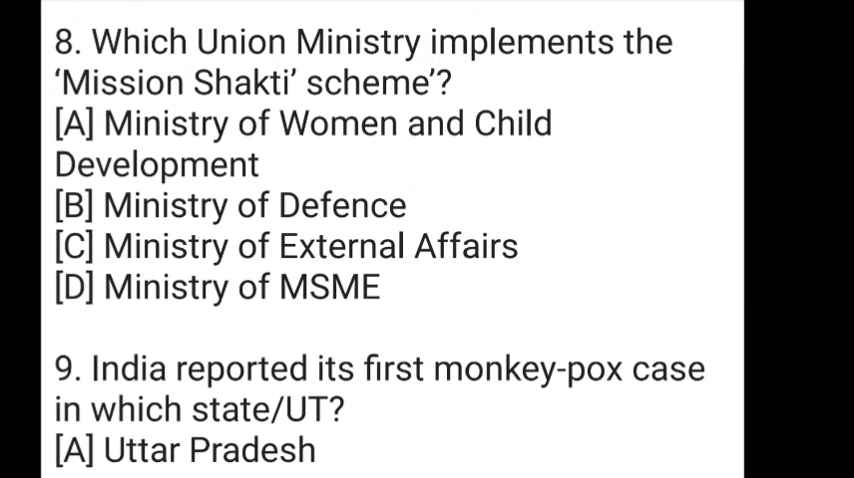 8. Which Union Ministry implements the
‘Mission Shakti’ scheme’?
[A] Ministry of Women and Child
Development
[B] Ministry of Defence
[C] Ministry of External Affairs
[D] Ministry of MSME
9. India reported its first monkey-pox case
in which state/UT?
[A] Uttar Pradesh